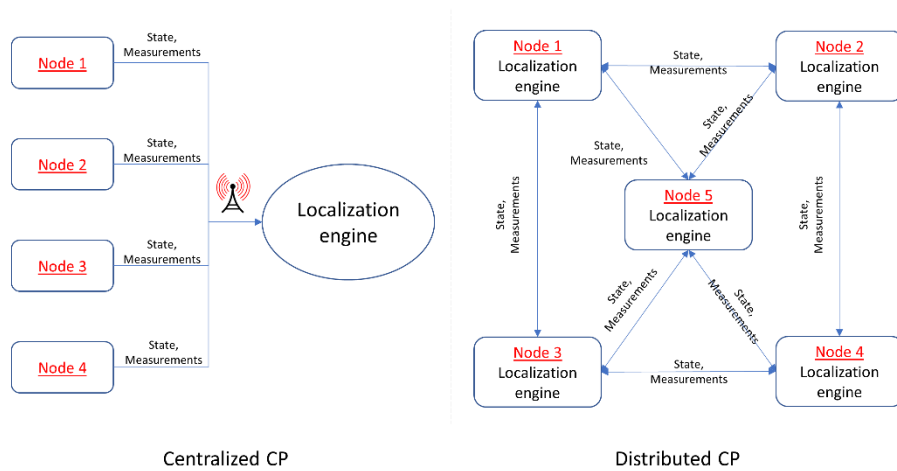 State,
Measurements
Node 1
State,
Measurements
Node 2
State,
Measurements
Node 3
State,
Measurements
Node 4
Localization
engine
Centralized CP
Node 1
Localization
engine
State,
Measurements
Node 2
Localization
engine
State,
Measurements
State,
Measurements
Node 5
Localization
engine
State,
Measurements
State,
Measurements
State,
Measurements
State,
Measurements
Node 3
Localization
engine
State,
Measurements
Node 4
Localization
engine
Distributed CP